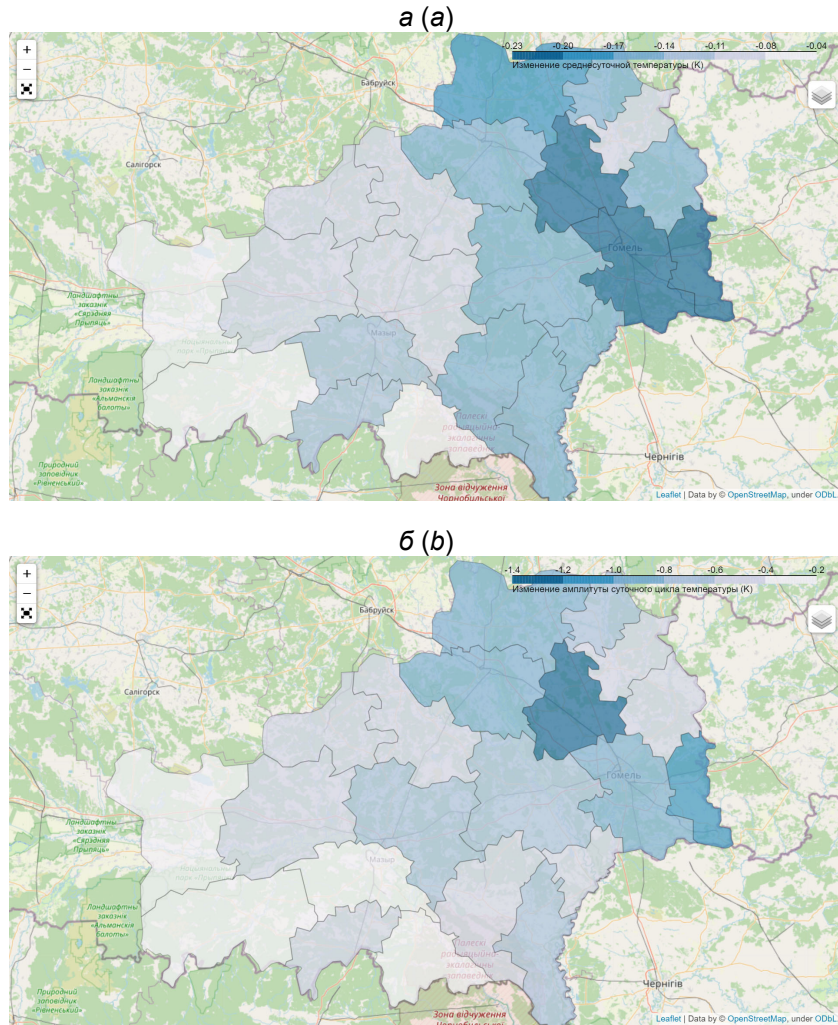 а (a)
+
−
-0.23 -0.20 -0.17 -0.14 -0.11 -0.08 -0.04
Изменение среднесуточной температуры (K)
Бабруйск
Салігорск
Гомель
Ландшафтны
заказнік
«Сярэдняя
Прыпяць»
Мазыр
Ландшафтны
заказнік
«Альманскія
балоты»
Палескі
радыяцыйна
экалагічны
запаведнік
Природний
заповідник
«Рівненський»
Чернігів
Зона відчуження
Чорнобильської
Leaflet | Data by © OpenStreetMap, under ODbL.
б (b)
+
−
-1.4 -1.2 -1.0 -0.8 -0.6 -0.4 -0.2
Изменение амплитуты суточного цикла температуры (K)
Бабруйск
Салігорск
Гомель
Ландшафтны
заказнік
«Сярэдняя
Прыпяць»
Мазыр
Ландшафтны
заказнік
«Альманскія
балоты»
Палескі
радыяцыйна
экалагічны
запаведнік
Природний
заповідник
«Рівненський»
Чернігів
Зона відчуження
Чорнобильської
Leaflet | Data by © OpenStreetMap, under ODbL.